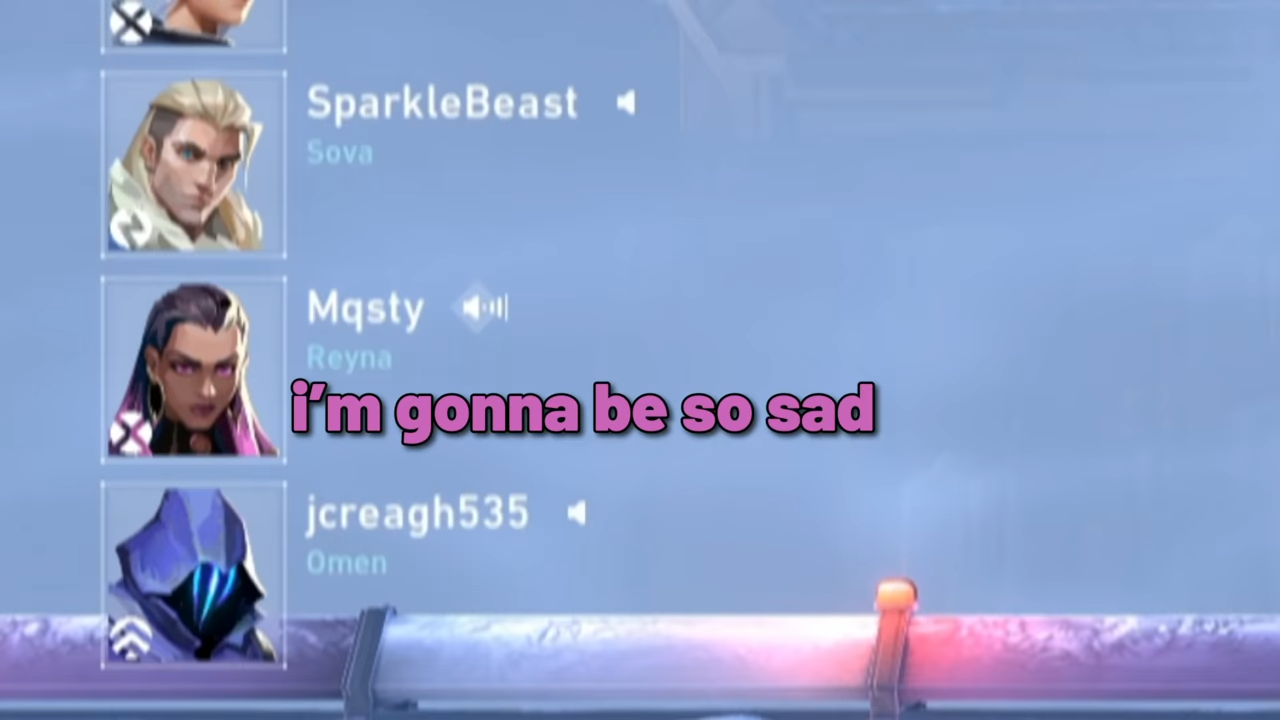 SparkleBeast
Sova
Mqsty
Reyna
i'm gonna be so sad
jcreagh535
Omen